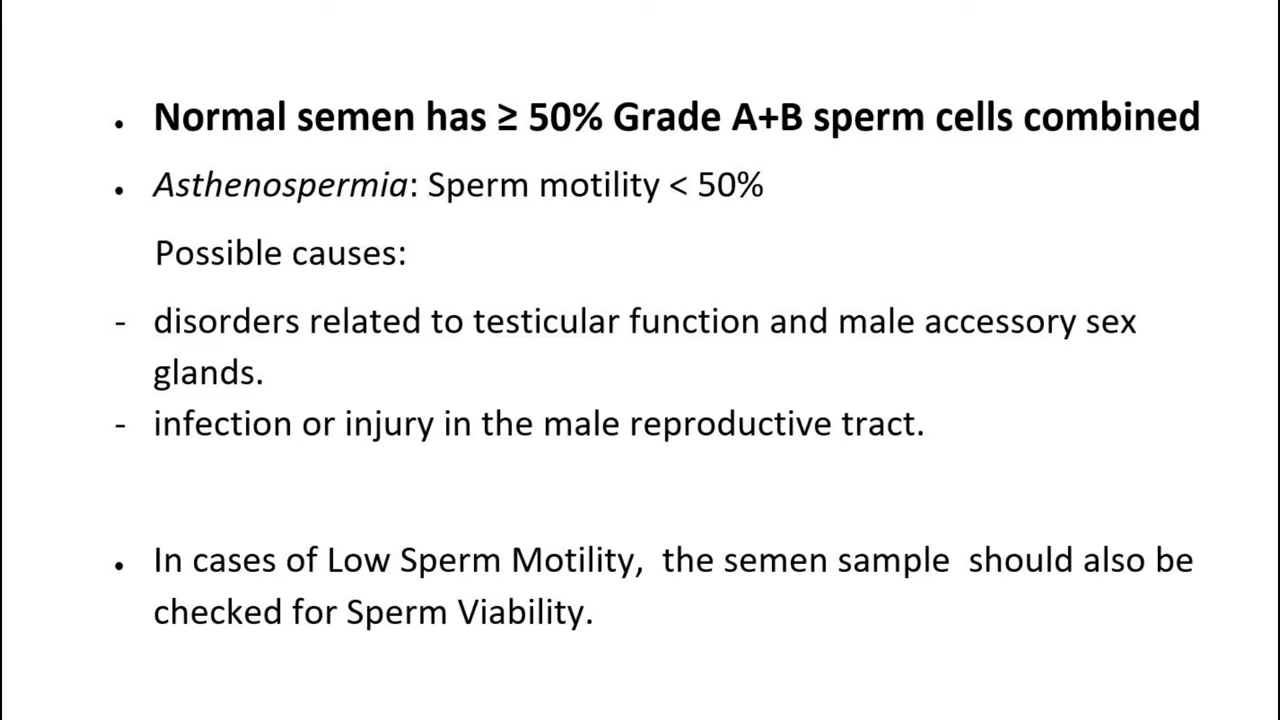 • Normal semen has ≥ 50% Grade A+B sperm cells combined
• Asthenospermia: Sperm motility < 50%
Possible causes:
- disorders related to testicular function and male accessory sex
glands.
- infection or injury in the male reproductive tract.
• In cases of Low Sperm Motility,  the semen sample  should also be
checked for Sperm Viability.